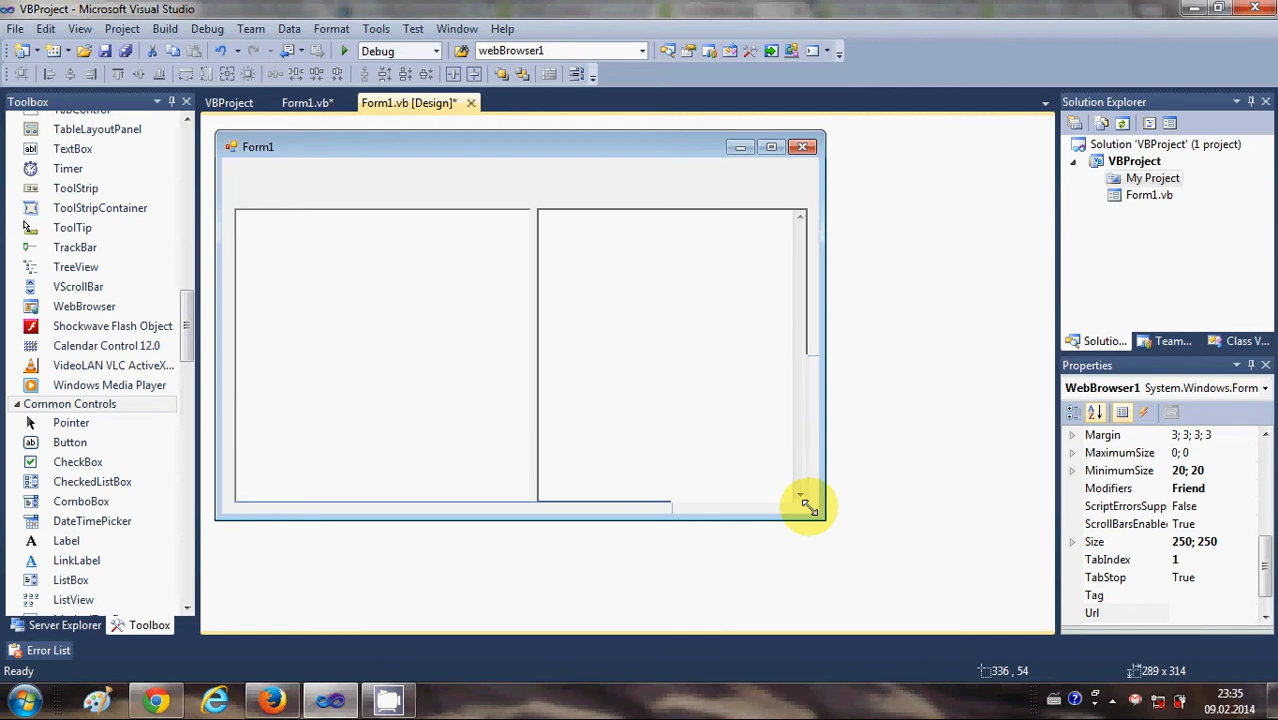 VBProject - Microsoft Visual Studio
File Edit View Project Build Debug Team Data Format Tools Test Window Help
Debug webBrowser1
Toolbox
VBProject Form1.vb* Form1.vb [Design]*
Solution Explorer
TableLayoutPanel
TextBox
Timer
ToolStrip
ToolStripContainer
ToolTip
TrackBar
TreeView
VScrollBar
WebBrowser
Shockwave Flash Object
Calendar Control 12.0
VideoLAN VLC ActiveX...
Windows Media Player
Common Controls
Pointer
Button
CheckBox
CheckedListBox
ComboBox
DateTimePicker
Label
LinkLabel
ListBox
ListView
Server Explorer Toolbox
Form1
Solution 'VBProject' (1 project)
VBProject
My Project
Form1.vb
Solutio... Team... Class V...
Properties
WebBrowser1 System.Windows.Form
Margin 3; 3; 3; 3
MaximumSize 0; 0
MinimumSize 20; 20
Modifiers Friend
ScriptErrorsSupp False
ScrollBarsEnable True
Size 250; 250
TabIndex 1
TabStop True
Tag
Url
Error List
Ready 336 , 54 289 x 314
23:35
09.02.2014